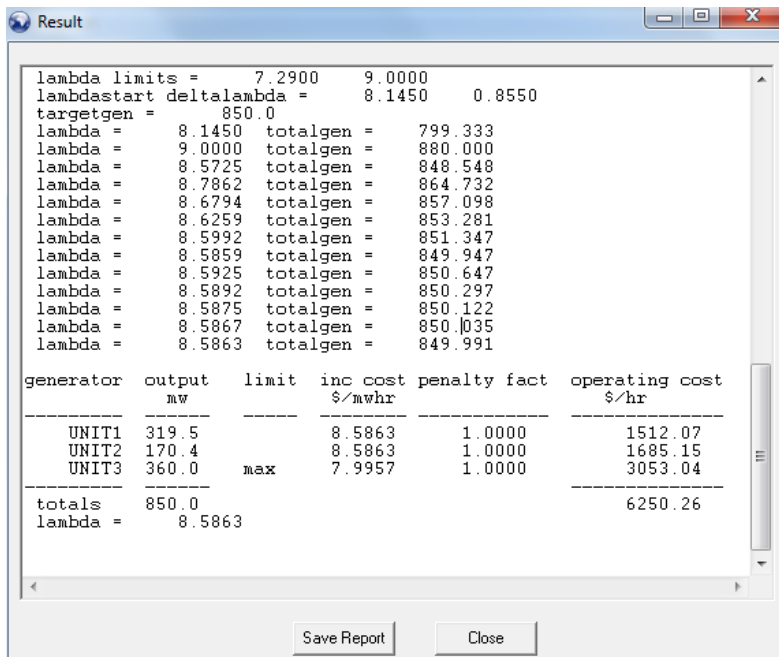 Result
lambda limits = 7.2900 9.0000
lambdastart deltalambda = 8.1450 0.8550
targetgen = 850.0
lambda = 8.1450 totalgen = 799.333
lambda = 9.0000 totalgen = 880.000
lambda = 8.5725 totalgen = 848.548
lambda = 8.7862 totalgen = 864.732
lambda = 8.6794 totalgen = 857.098
lambda = 8.6259 totalgen = 853.281
lambda = 8.5992 totalgen = 851.347
lambda = 8.5859 totalgen = 849.947
lambda = 8.5925 totalgen = 850.647
lambda = 8.5892 totalgen = 850.297
lambda = 8.5875 totalgen = 850.122
lambda = 8.5867 totalgen = 850.035
lambda = 8.5863 totalgen = 849.991
generator output limit inc cost penalty fact operating cost
mw $/mwhr $/hr
UNIT1 319.5 8.5863 1.0000 1512.07
UNIT2 170.4 8.5863 1.0000 1685.15
UNIT3 360.0 max 7.9957 1.0000 3053.04
totals 850.0 6250.26
lambda = 8.5863
Save Report Close